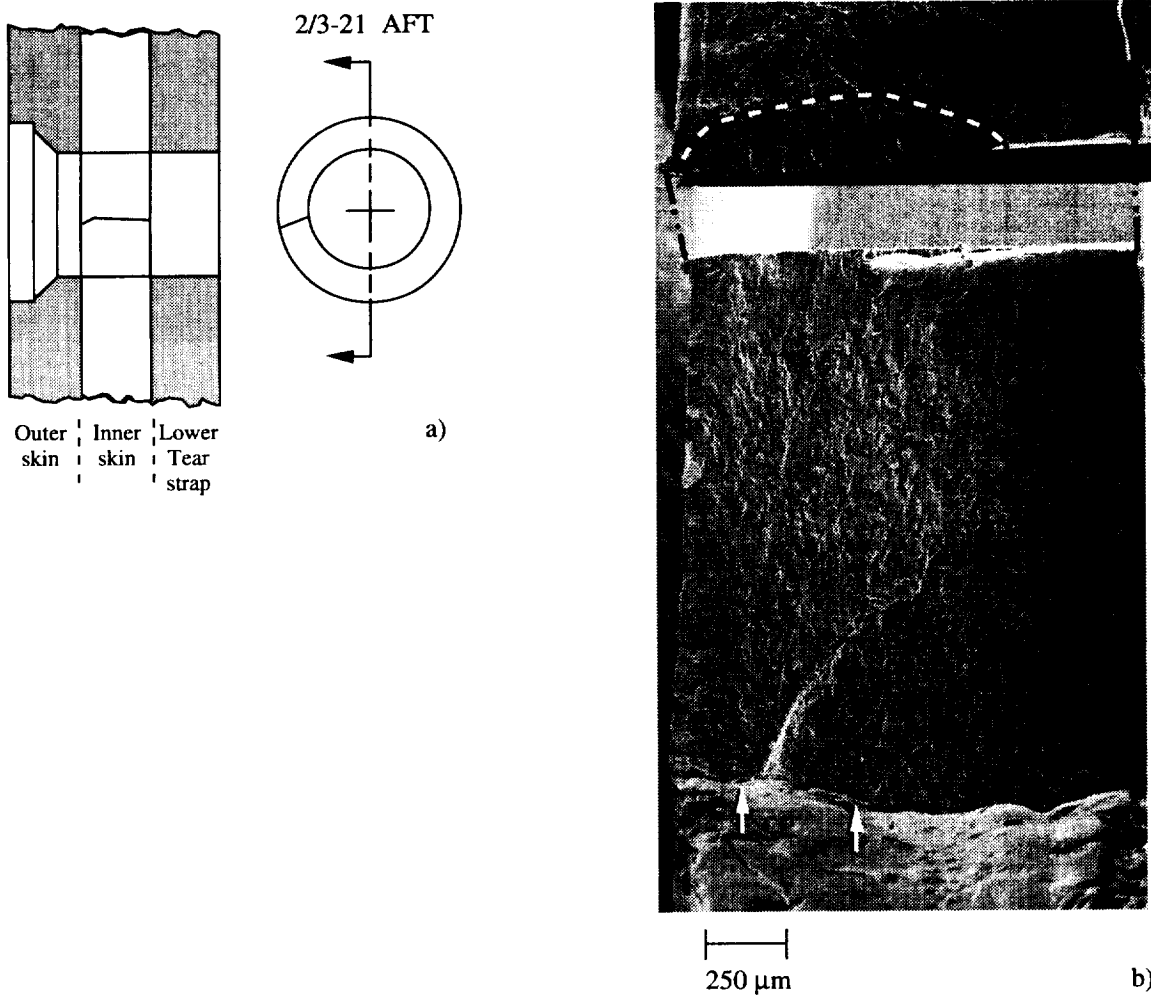 2/3-21 AFT
Outer skin
Inner skin
Lower Tear strap
a)
250 μm
b)